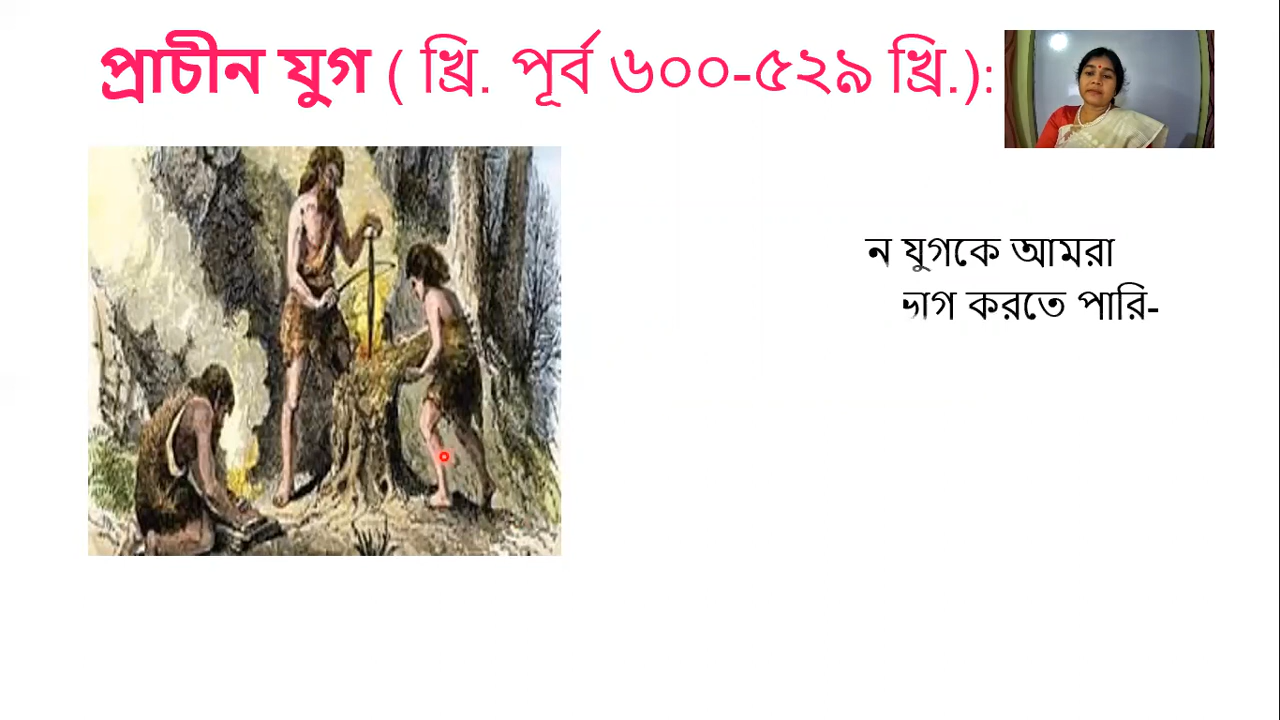 প্রাচীন যুগ ( খ্রি. পূর্ব ৬০০-৫২৯ খ্রি.):
ন যুগকে আমরা
ভাগ করতে পারি-